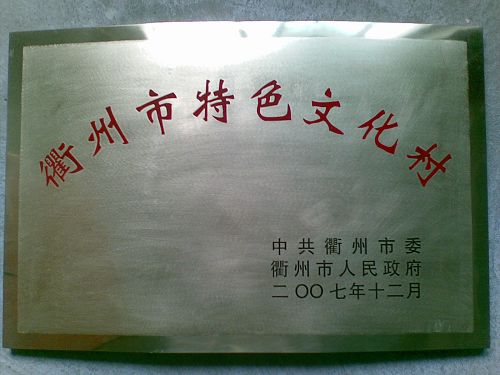 衢州市特色文化村
中共衢州市委
衢州市人民政府
二〇〇七年十二月